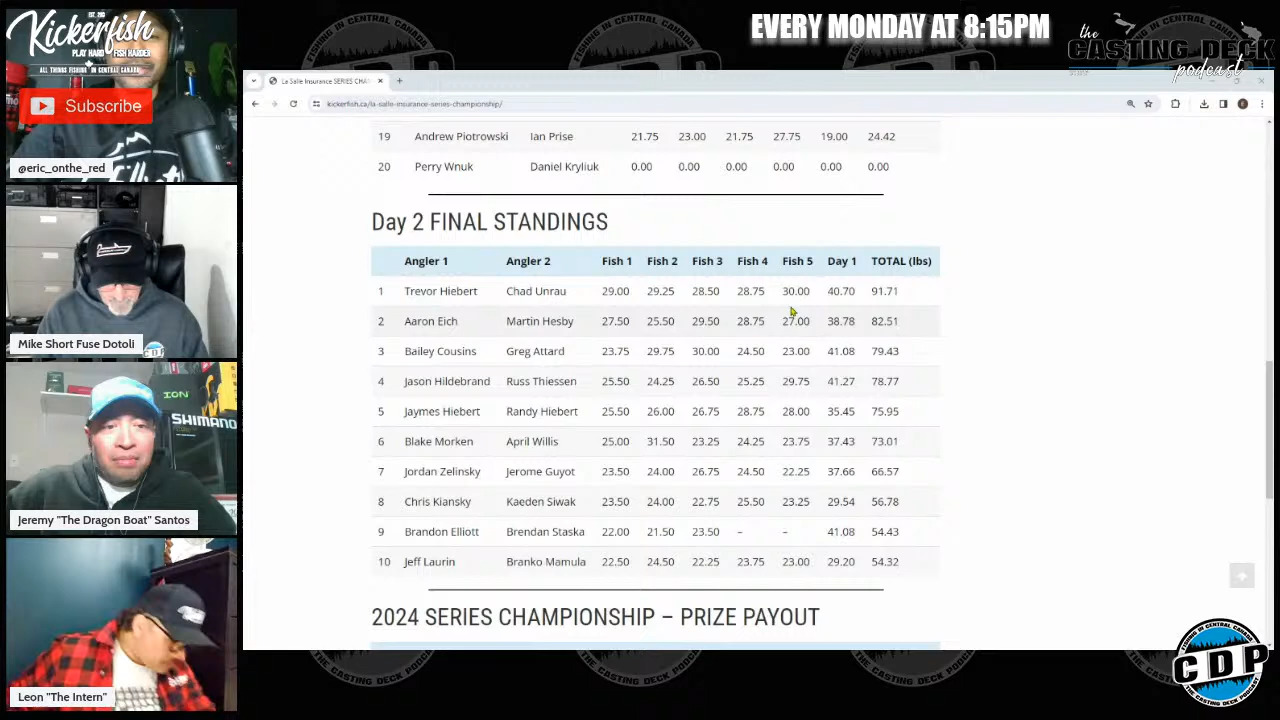 EST. 2013
Kickerfish
PLAY HARD FISH HARDER
ALL THINGS FISHING IN CENTRAL CANADA
Subscribe
@eric_onthe_red
Mike Short Fuse Dotoli
CDP
ION
SHIMANO
Jeremy "The Dragon Boat" Santos
Leon "The Intern"
EVERY MONDAY AT 8:15PM
the
CASTING DECK
podcast
La Salle Insurance SERIES CHA
kickerfish.ca/la-salle-insurance-series-championship/
19 Andrew Piotrowski Ian Prise 21.75 23.00 21.75 27.75 19.00 24.42
20 Perry Wnuk Daniel Kryliuk 0.00 0.00 0.00 0.00
Day 2 FINAL STANDINGS
Angler 1 Angler 2 Fish 1 Fish 2 Fish 3 Fish 4 Fish 5 Day 1 TOTAL (lbs)
1 Trevor Hiebert Chad Unrau 29.00 29.25 28.50 28.75 30.00 40.70 91.71
2 Aaron Eich Martin Hesby 27.50 25.50 29.50 28.75 27.00 38.78 82.51
3 Bailey Cousins Greg Attard 23.75 29.75 30.00 24.50 23.00 41.08 79.43
4 Jason Hildebrand Russ Thiessen 25.50 24.25 26.50 25.25 29.75 41.27 78.77
5 Jaymes Hiebert Randy Hiebert 25.50 26.00 26.75 28.75 28.00 35.45 75.95
6 Blake Morken April Willis 25.00 31.50 23.25 24.25 23.75 37.43 73.01
7 Jordan Zelinsky Jerome Guyot 23.50 24.00 26.75 24.50 22.25 37.66 66.57
8 Chris Kiansky Kaeden Siwak 23.50 24.00 22.75 25.50 23.25 29.54 56.78
9 Brandon Elliott Brendan Staska 22.00 21.50 23.50 – – 41.08 54.43
10 Jeff Laurin Branko Mamula 22.50 24.50 22.25 23.75 23.00 29.20 54.32
2024 SERIES CHAMPIONSHIP – PRIZE PAYOUT
FISHING IN CENTRAL CANADA
CDP
THE CASTING DECK PODCAST